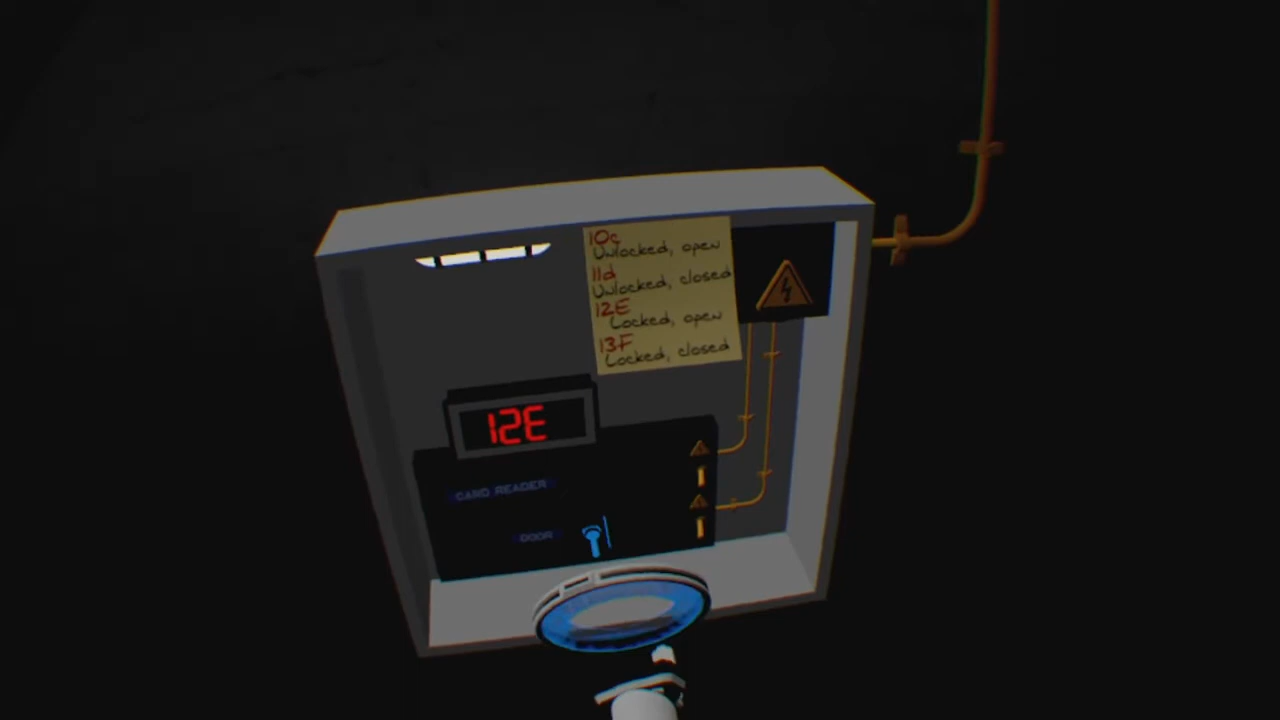 10c
Unlocked, open
11d
Unlocked, closed
12E
Locked, open
13F
Locked, closed
12E
CARD READER
DOOR